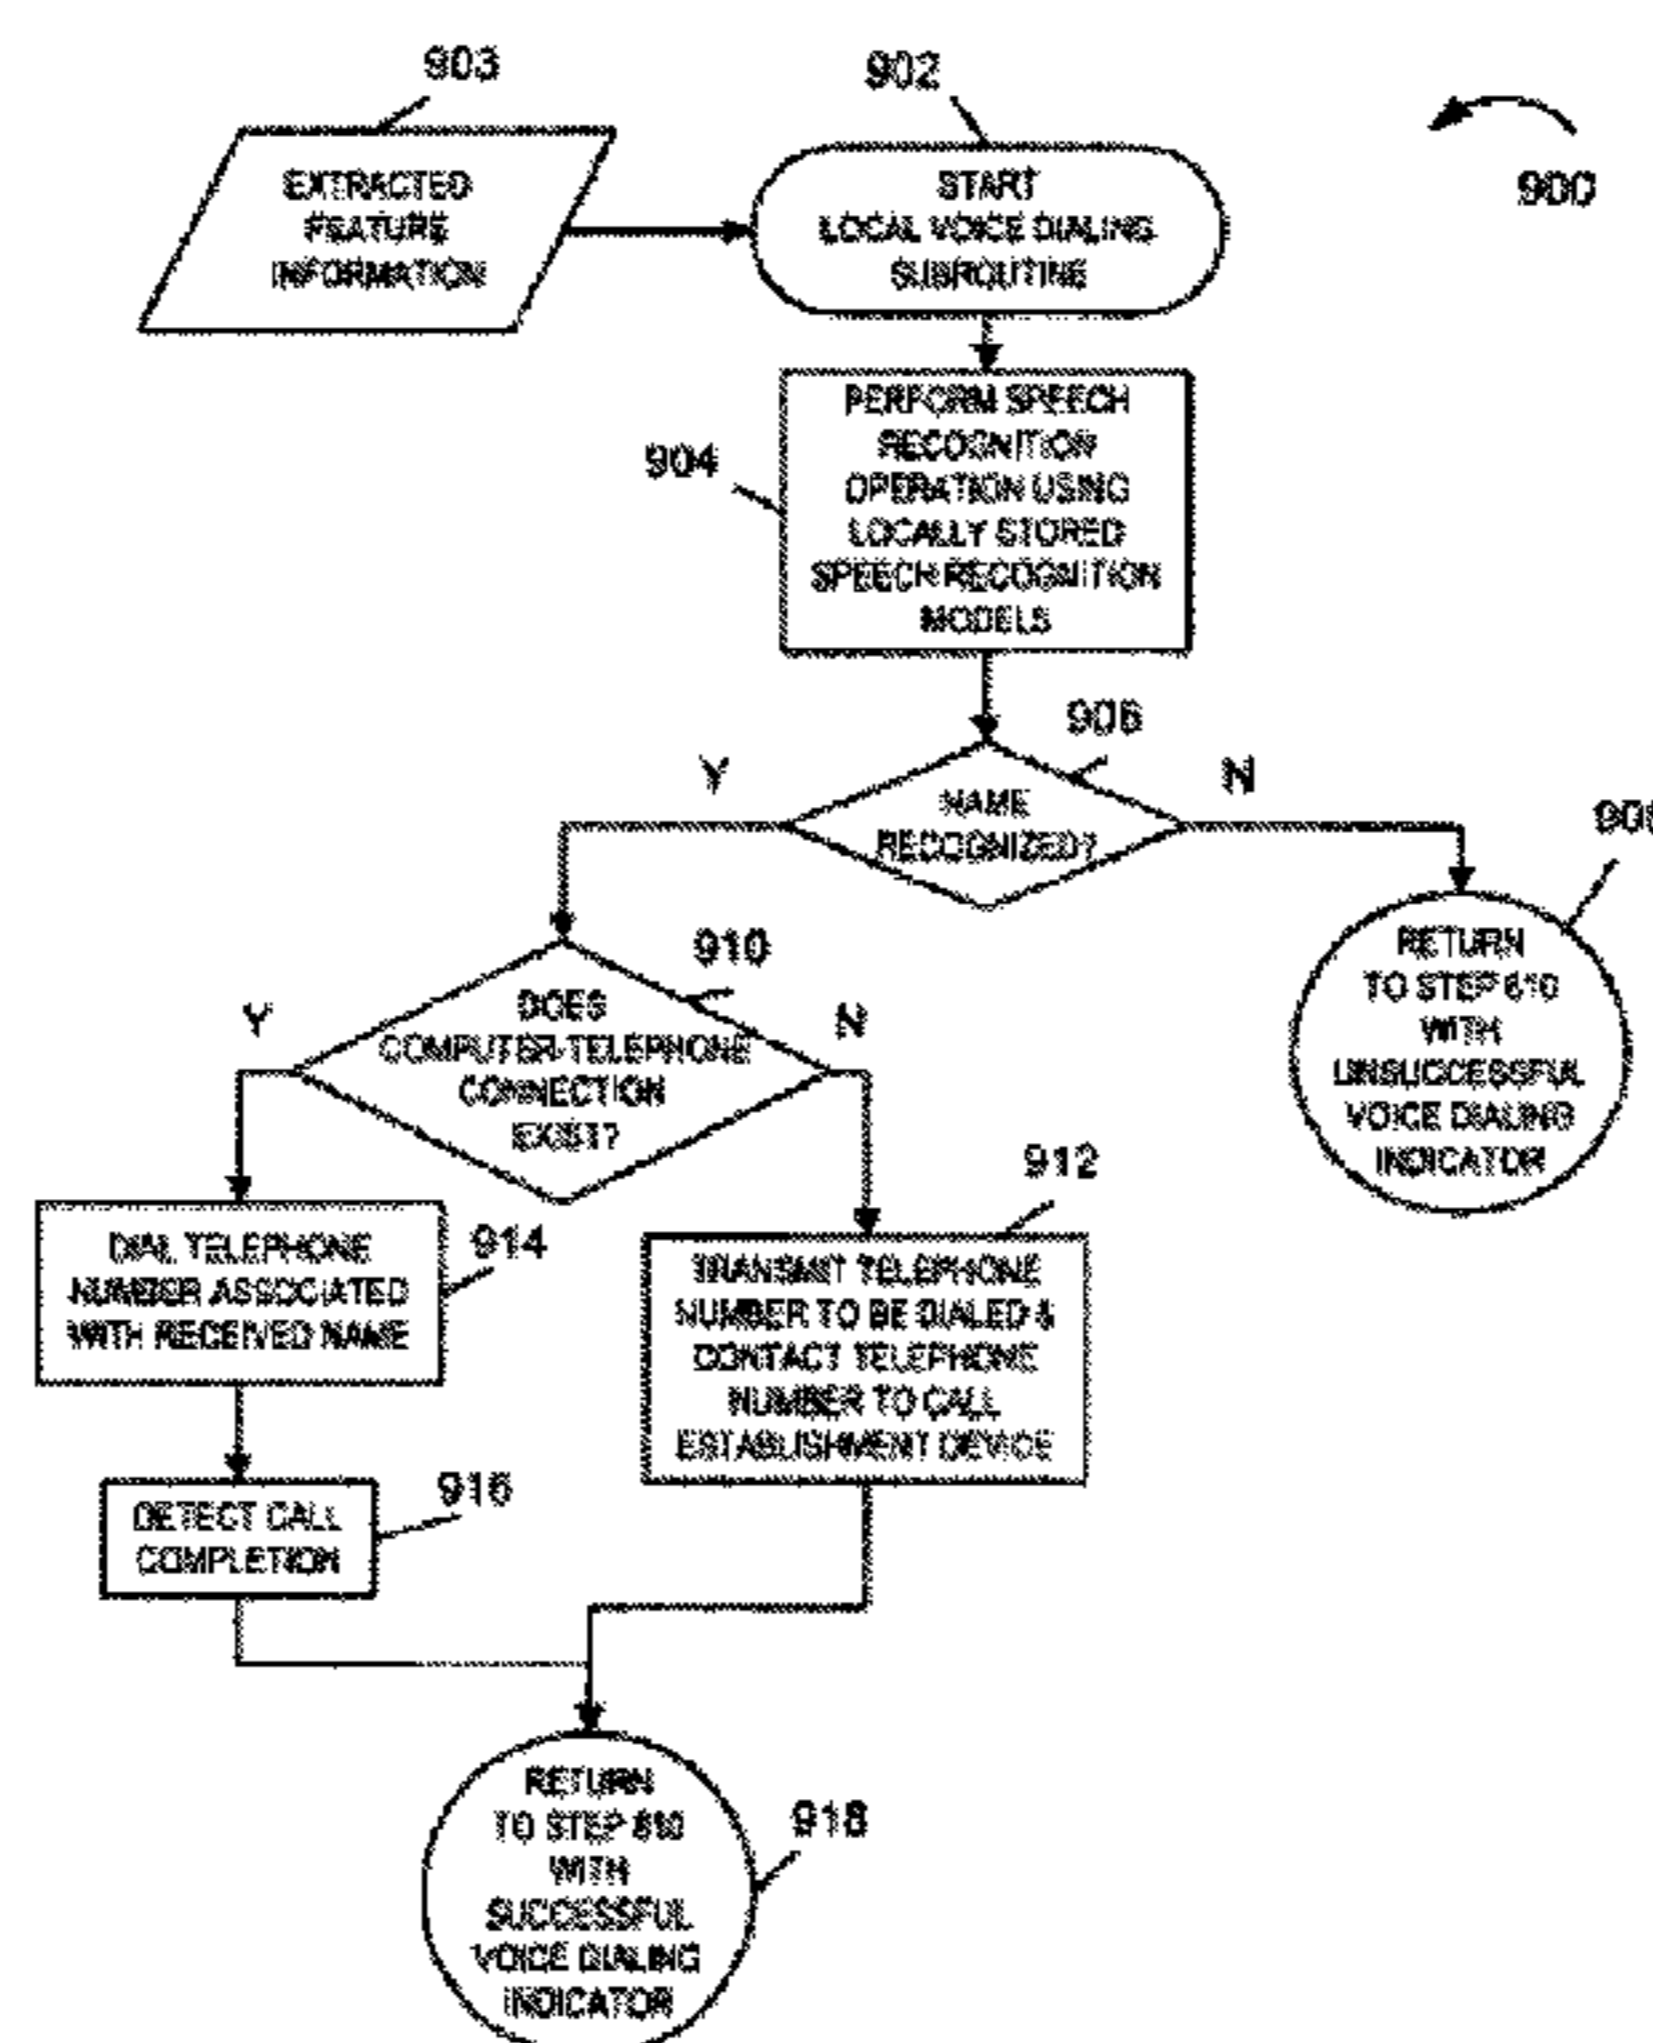 903
902
900
EXTRACTED
FEATURE
INFORMATION
START
LOCAL VOICE DIALING
SUBROUTINE
904
PERFORM SPEECH
RECOGNITION
OPERATION USING
LOCALLY STORED
SPEECH RECOGNITION
MODELS
906
Y
N
NAME
RECOGNIZED?
910
Y
N
DOES
COMPUTER-TELEPHONE
CONNECTION
EXIST?
RETURN
TO STEP 610
WITH
UNSUCCESSFUL
VOICE DIALING
INDICATOR
914
DIAL TELEPHONE
NUMBER ASSOCIATED
WITH RECEIVED NAME
912
TRANSMIT TELEPHONE
NUMBER TO BE DIALED &
CONTACT TELEPHONE
NUMBER TO CALL
ESTABLISHMENT DEVICE
916
DETECT CALL
COMPLETION
918
RETURN
TO STEP 610
WITH
SUCCESSFUL
VOICE DIALING
INDICATOR